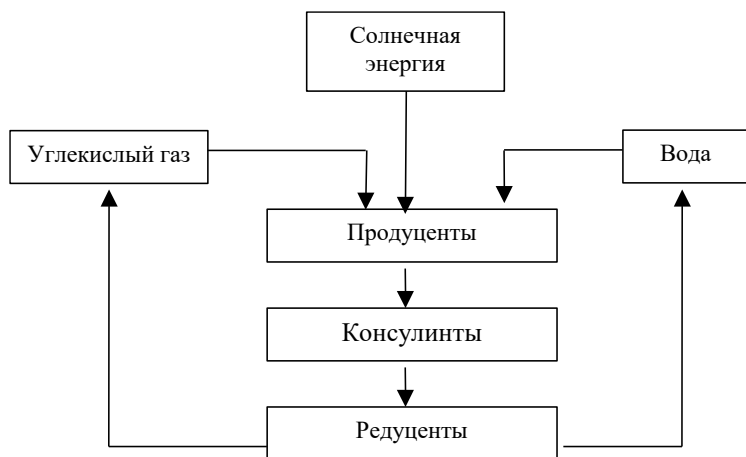 Солнечная
энергия
Углекислый газ
Вода
Продуценты
Консулинты
Редуценты